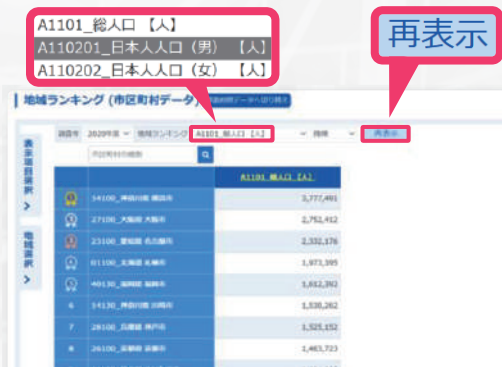 A1101_総人口 【人】
A110201_日本人人口（男） 【人】
A110202_日本人人口（女） 【人】
再表示
地域ランキング (市区町村データ)
調査年 2020年度 地域ランキング A1101_総人口【人】 降順 再表示
表示項目選択
地域選択
A1101_総人口【人】
14100_神奈川県 横浜市 3,777,491
27100_大阪府 大阪市 2,752,412
23100_愛知県 名古屋市 2,332,176
01100_北海道 札幌市 1,973,395
40130_福岡県 福岡市 1,612,392
6 14130_神奈川県 川崎市 1,538,262
7 28100_兵庫県 神戸市 1,525,152
8 26100_京都府 京都市 1,463,723